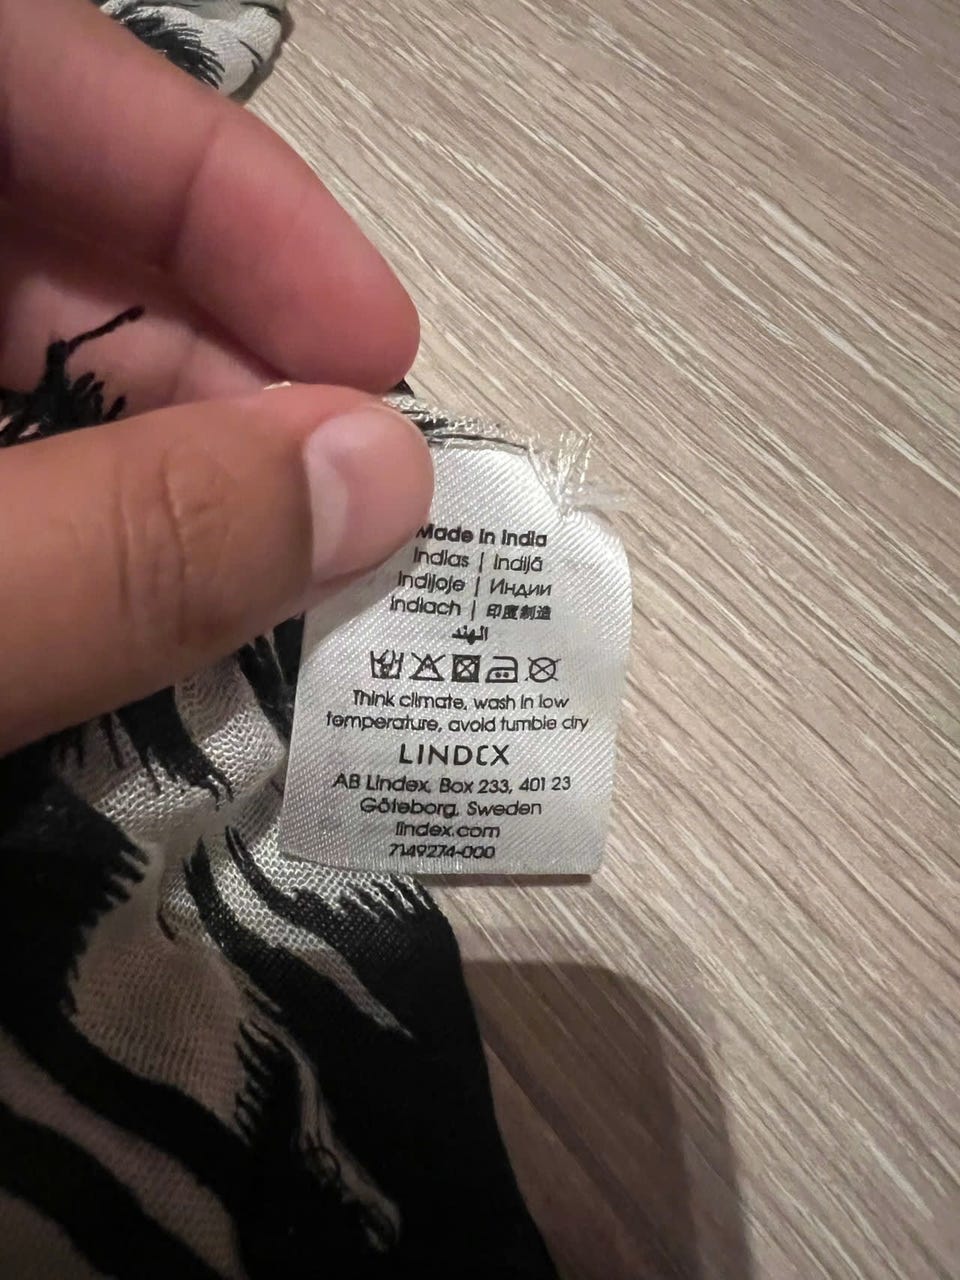 Made in India
Indias | Indijā
Indijoje | Индии
Indiach | 印度制造
الهند
Think climate, wash in low
temperature, avoid tumble dry
LINDEX
AB Lindex, Box 233, 401 23
Göteborg, Sweden
lindex.com
7149274-000